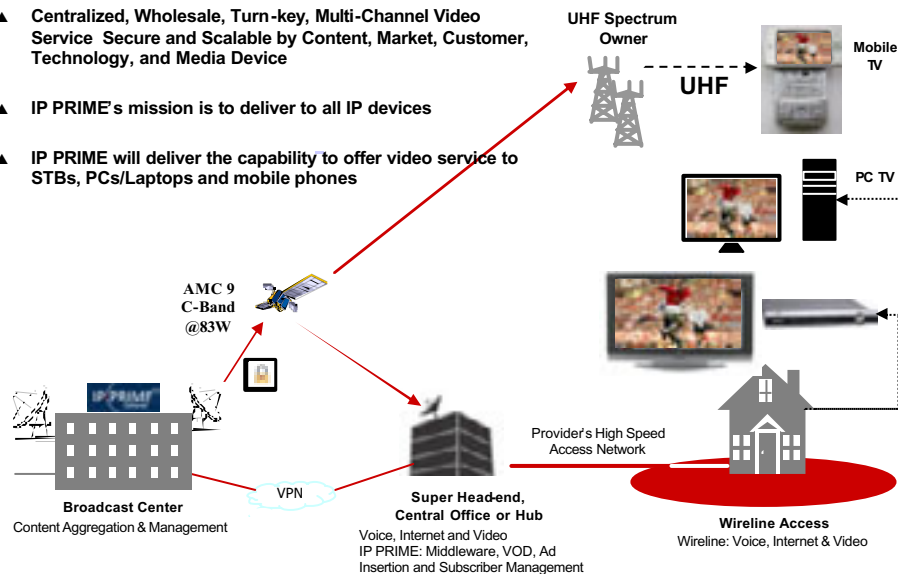 Centralized, Wholesale, Turn-key, Multi-Channel Video
Service Secure and Scalable by Content, Market, Customer,
Technology, and Media Device
IP PRIME's mission is to deliver to all IP devices
IP PRIME will deliver the capability to offer video service to
STBs, PCs/Laptops and mobile phones
UHF Spectrum
Owner
UHF
Mobile
TV
PC TV
AMC 9
C-Band
@83W
IP-PRIME
Broadcast Center
Content Aggregation & Management
VPN
Super Head-end,
Central Office or Hub
Voice, Internet and Video
IP PRIME: Middleware, VOD, Ad
Insertion and Subscriber Management
Provider's High Speed
Access Network
Wireline Access
Wireline: Voice, Internet & Video